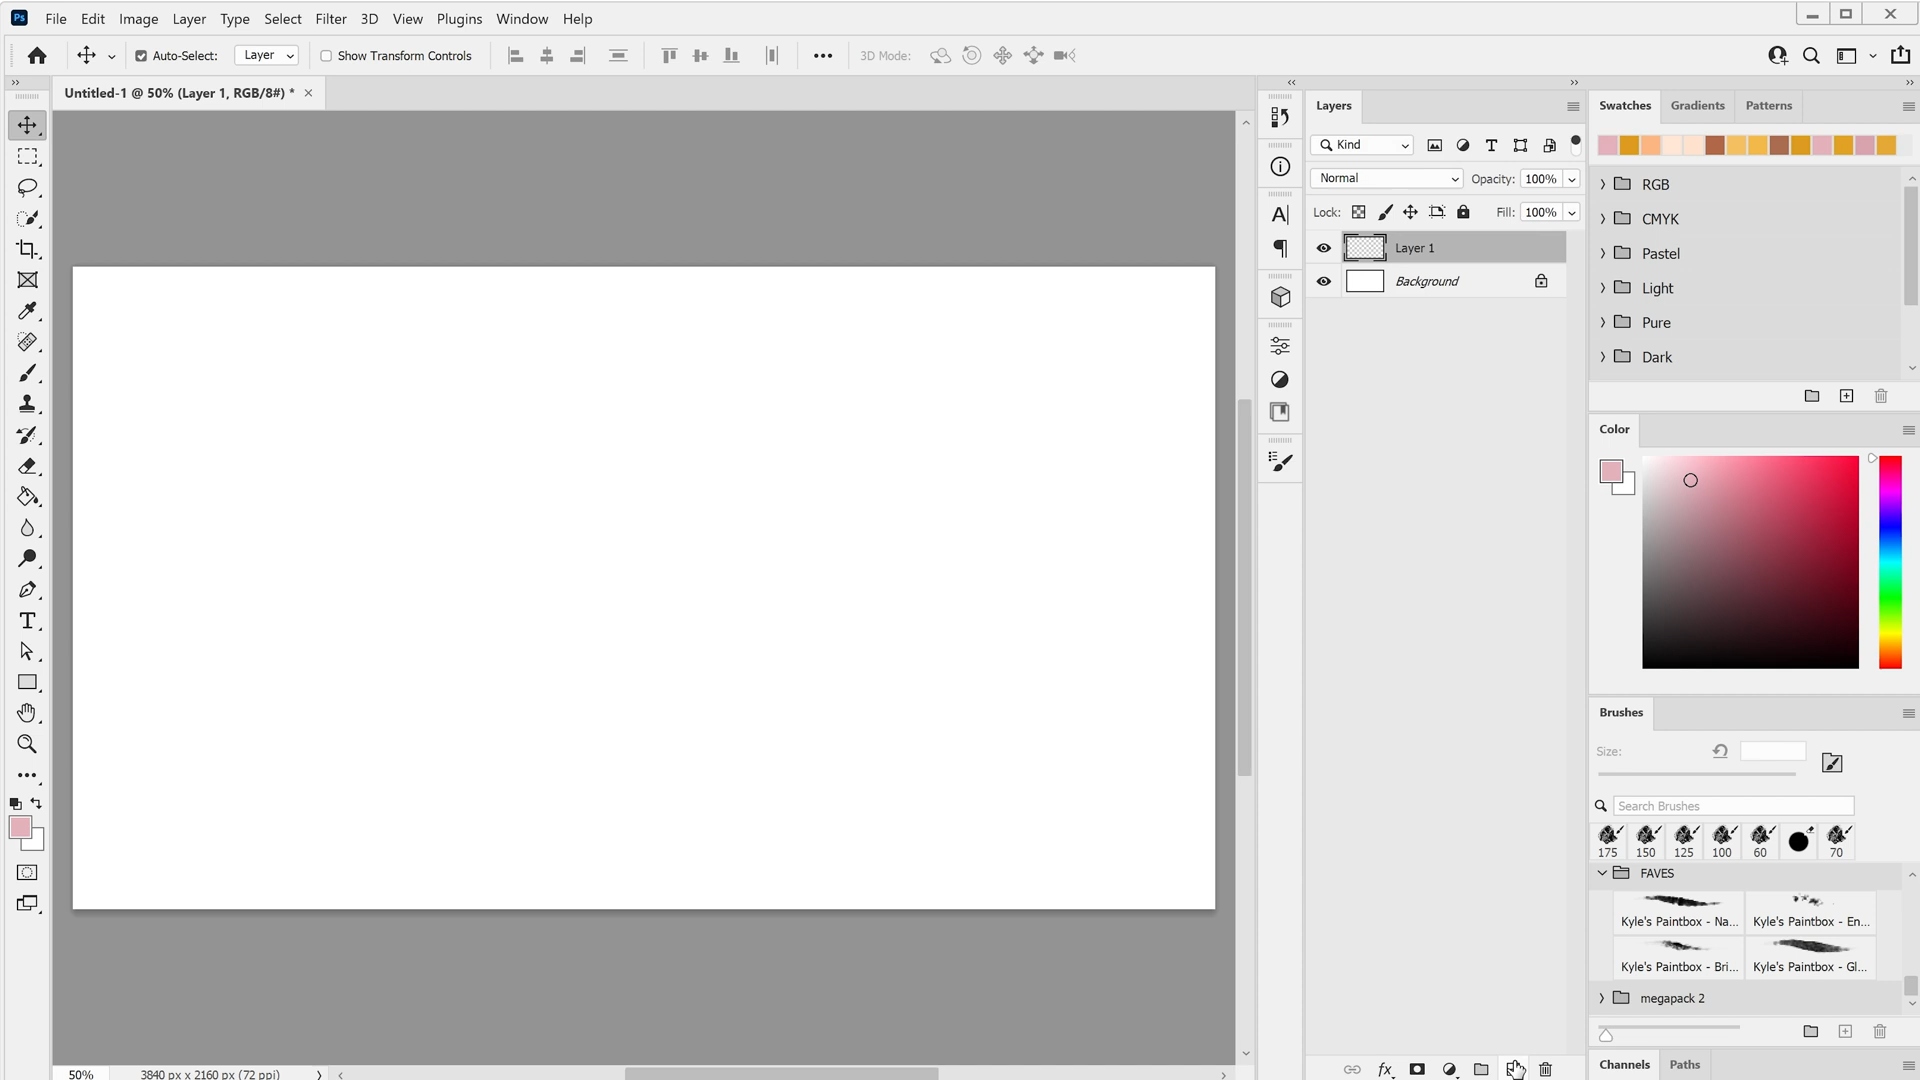 Ps File Edit Image Layer Type Select Filter 3D View Plugins Window Help
Auto-Select: Layer Show Transform Controls 3D Mode:
Untitled-1 @ 50% (Layer 1, RGB/8#) *
Layers
Swatches Gradients Patterns
Kind
Normal Opacity: 100%
Lock: Fill: 100%
Layer 1
Background
RGB
CMYK
Pastel
Light
Pure
Dark
Color
Brushes
Size:
Search Brushes
175 150 125 100 60 70
FAVES
Kyle's Paintbox - Na... Kyle's Paintbox - En...
Kyle's Paintbox - Bri... Kyle's Paintbox - Gl...
megapack 2
Channels Paths
50% 3840 px x 2160 px (72 ppi)